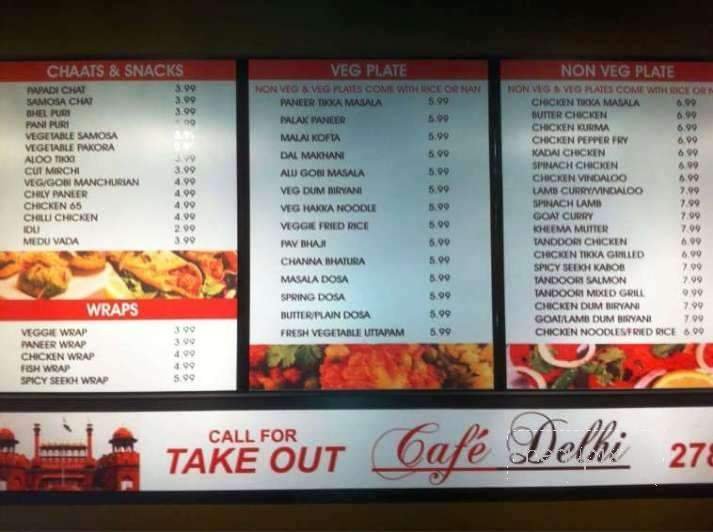 CHAATS & SNACKS
PAPADI CHAT 3.99
SAMOSA CHAT 3.99
BHEL PURI 3.99
PANI PURI
VEGETABLE SAMOSA
VEGETABLE PAKORA
ALOO TIKKI 3.99
CUT MIRCHI 3.99
VEG/GOBI MANCHURIAN 4.99
CHILY PANEER 4.99
CHICKEN 65 4.99
CHILLI CHICKEN 4.99
IDLI 2.99
MEDU VADA 3.99
WRAPS
VEGGIE WRAP 3.99
PANEER WRAP 3.99
CHICKEN WRAP 4.99
FISH WRAP 4.99
SPICY SEEKH WRAP 5.99
VEG PLATE
NON VEG & VEG PLATES COME WITH RICE OR NAN
PANEER TIKKA MASALA 5.99
PALAK PANEER 5.99
MALAI KOFTA 5.99
DAL MAKHANI 5.99
ALU GOBI MASALA 5.99
VEG DUM BIRYANI 5.99
VEG HAKKA NOODLE 5.99
VEGGIE FRIED RICE 5.99
PAV BHAJI 5.99
CHANNA BHATURA 5.99
MASALA DOSA 5.99
SPRING DOSA 5.99
BUTTER/PLAIN DOSA 5.99
FRESH VEGETABLE UTTAPAM 5.99
NON VEG PLATE
NON VEG & VEG PLATES COME WITH RICE OR N
CHICKEN TIKKA MASALA 6.99
BUTTER CHICKEN 6.99
CHICKEN KURMA 6.99
CHICKEN PEPPER FRY 6.99
KADAI CHICKEN 6.99
SPINACH CHICKEN 6.99
CHICKEN VINDALOO 6.99
LAMB CURRY/VINDALOO 7.99
SPINACH LAMB 7.99
GOAT CURRY 7.99
KHEEMA MUTTER 7.99
TANDOORI CHICKEN 6.99
CHICKEN TIKKA GRILLED 6.99
SPICY SEEKH KABOB 7.99
TANDOORI SALMON 7.99
TANDOORI MIXED GRILL 9.99
CHICKEN DUM BIRYANI 7.99
GOAT/LAMB DUM BIRYANI 7.99
CHICKEN NOODLES/FRIED RICE 6.99
CALL FOR
TAKE OUT
Café Delhi
278